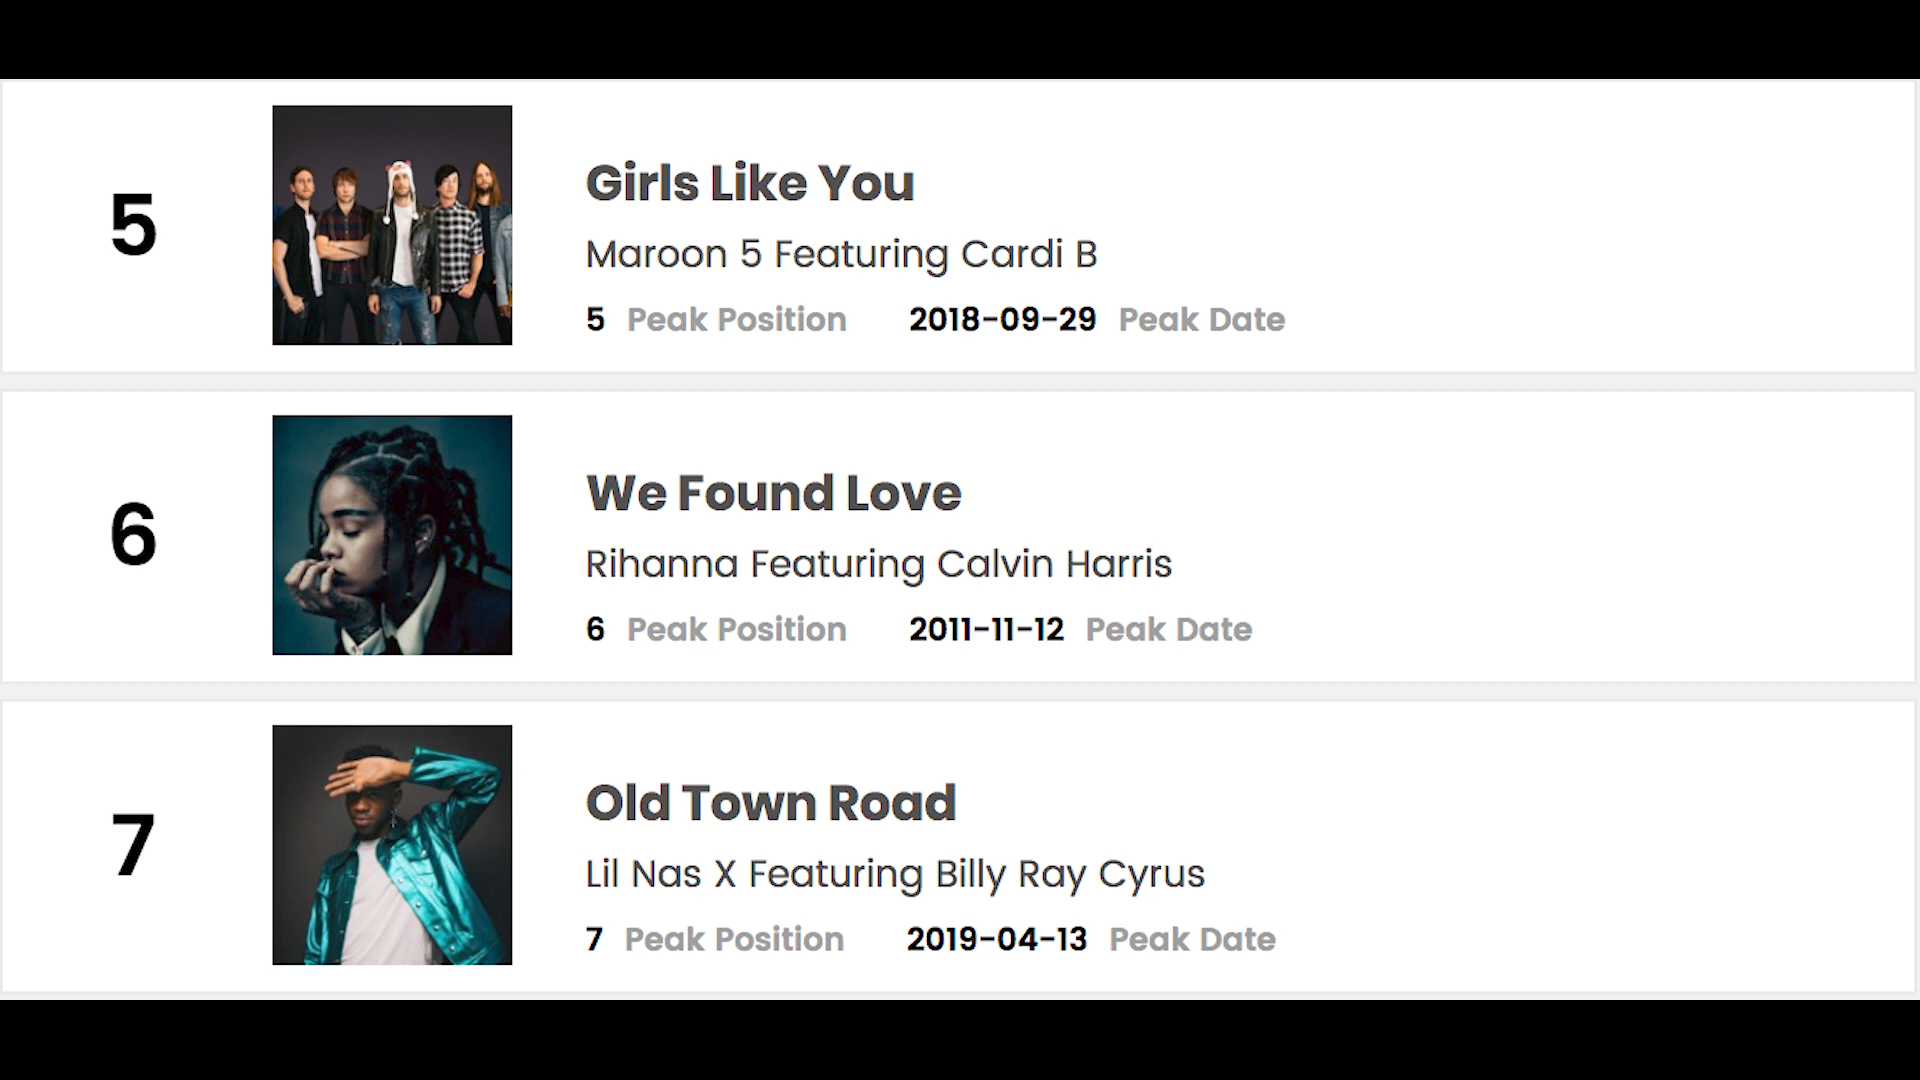 5
Girls Like You
Maroon 5 Featuring Cardi B
5 Peak Position 2018-09-29 Peak Date
6
We Found Love
Rihanna Featuring Calvin Harris
6 Peak Position 2011-11-12 Peak Date
7
Old Town Road
Lil Nas X Featuring Billy Ray Cyrus
7 Peak Position 2019-04-13 Peak Date